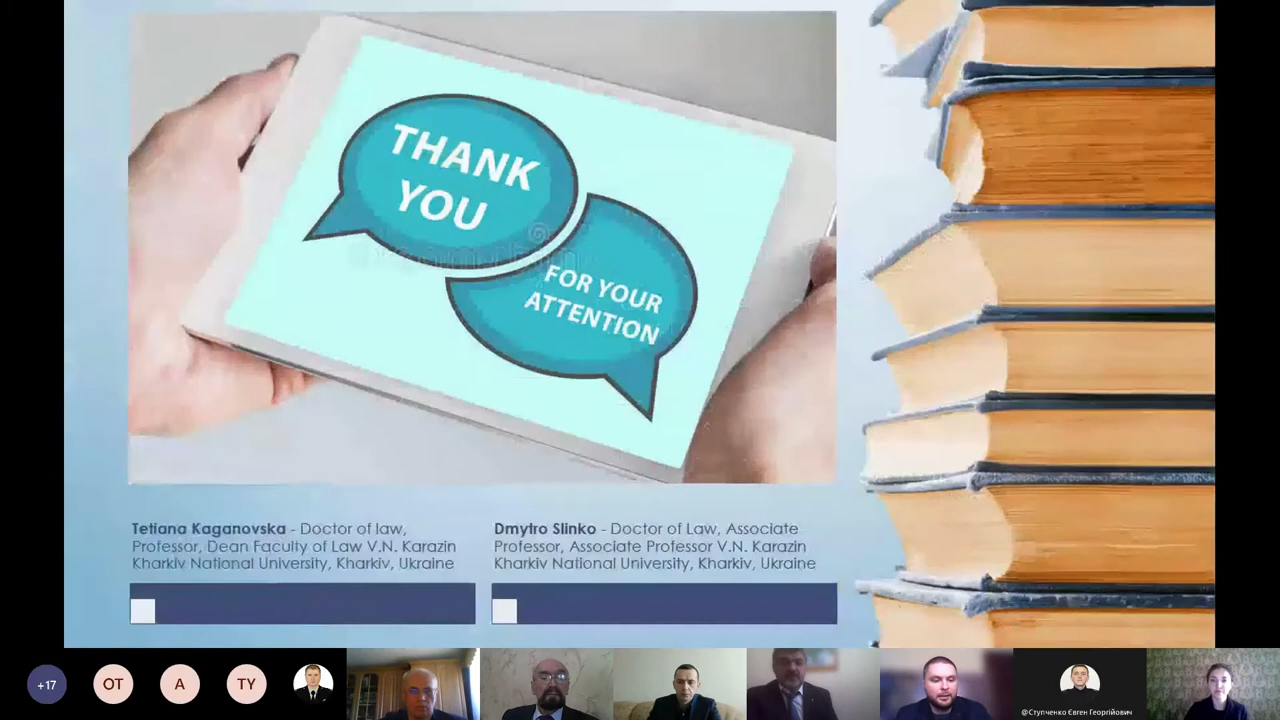 THANK
YOU
FOR YOUR
ATTENTION
Tetiana Kaganovska - Doctor of law,
Professor, Dean Faculty of Law V.N. Karazin
Kharkiv National University, Kharkiv, Ukraine
Dmytro Slinko - Doctor of Law, Associate
Professor, Associate Professor V.N. Karazin
Kharkiv National University, Kharkiv, Ukraine
+17
OT
A
TY
@Ступченко Євген Георгійович